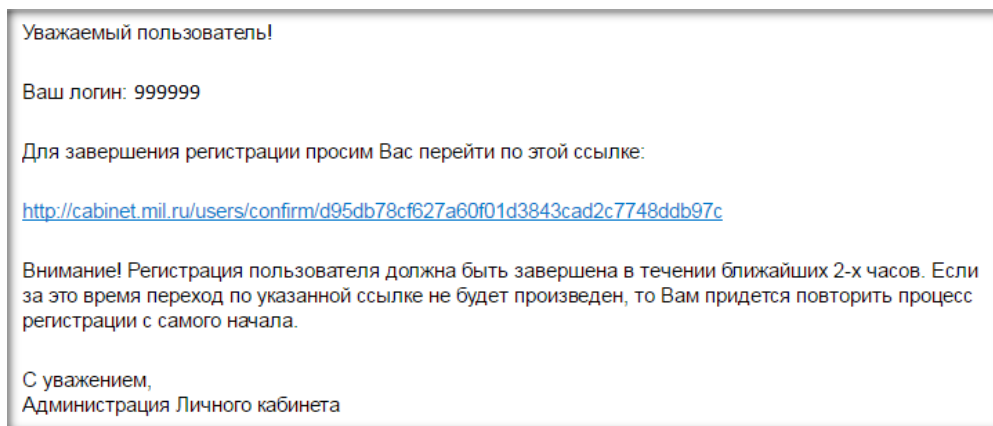 Уважаемый пользователь!
Ваш логин: 999999
Для завершения регистрации просим Вас перейти по этой ссылке:
http://cabinet.mil.ru/users/confirm/d95db78cf627a60f01d3843cad2c7748ddb97c
Внимание! Регистрация пользователя должна быть завершена в течении ближайших 2-х часов. Если
за это время переход по указанной ссылке не будет произведен, то Вам придется повторить процесс
регистрации с самого начала.
С уважением,
Администрация Личного кабинета